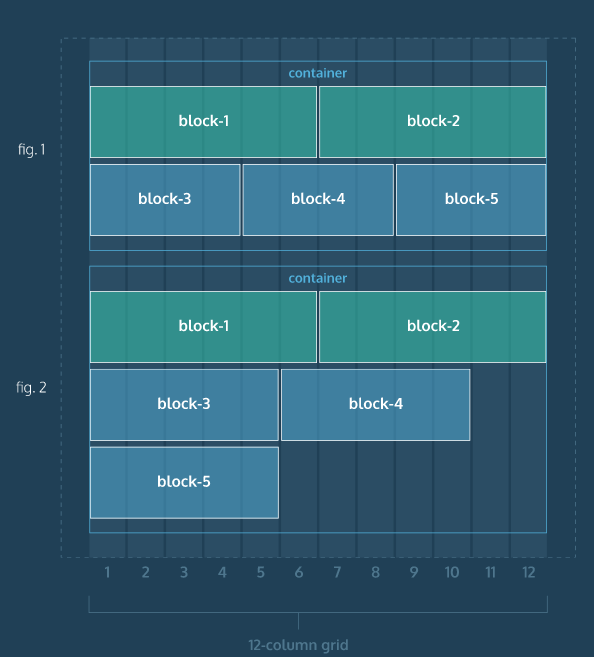 container
block-1 block-2
fig. 1
block-3 block-4 block-5
container
block-1 block-2
fig. 2
block-3 block-4
block-5
1 2 3 4 5 6 7 8 9 10 11 12
12-column grid